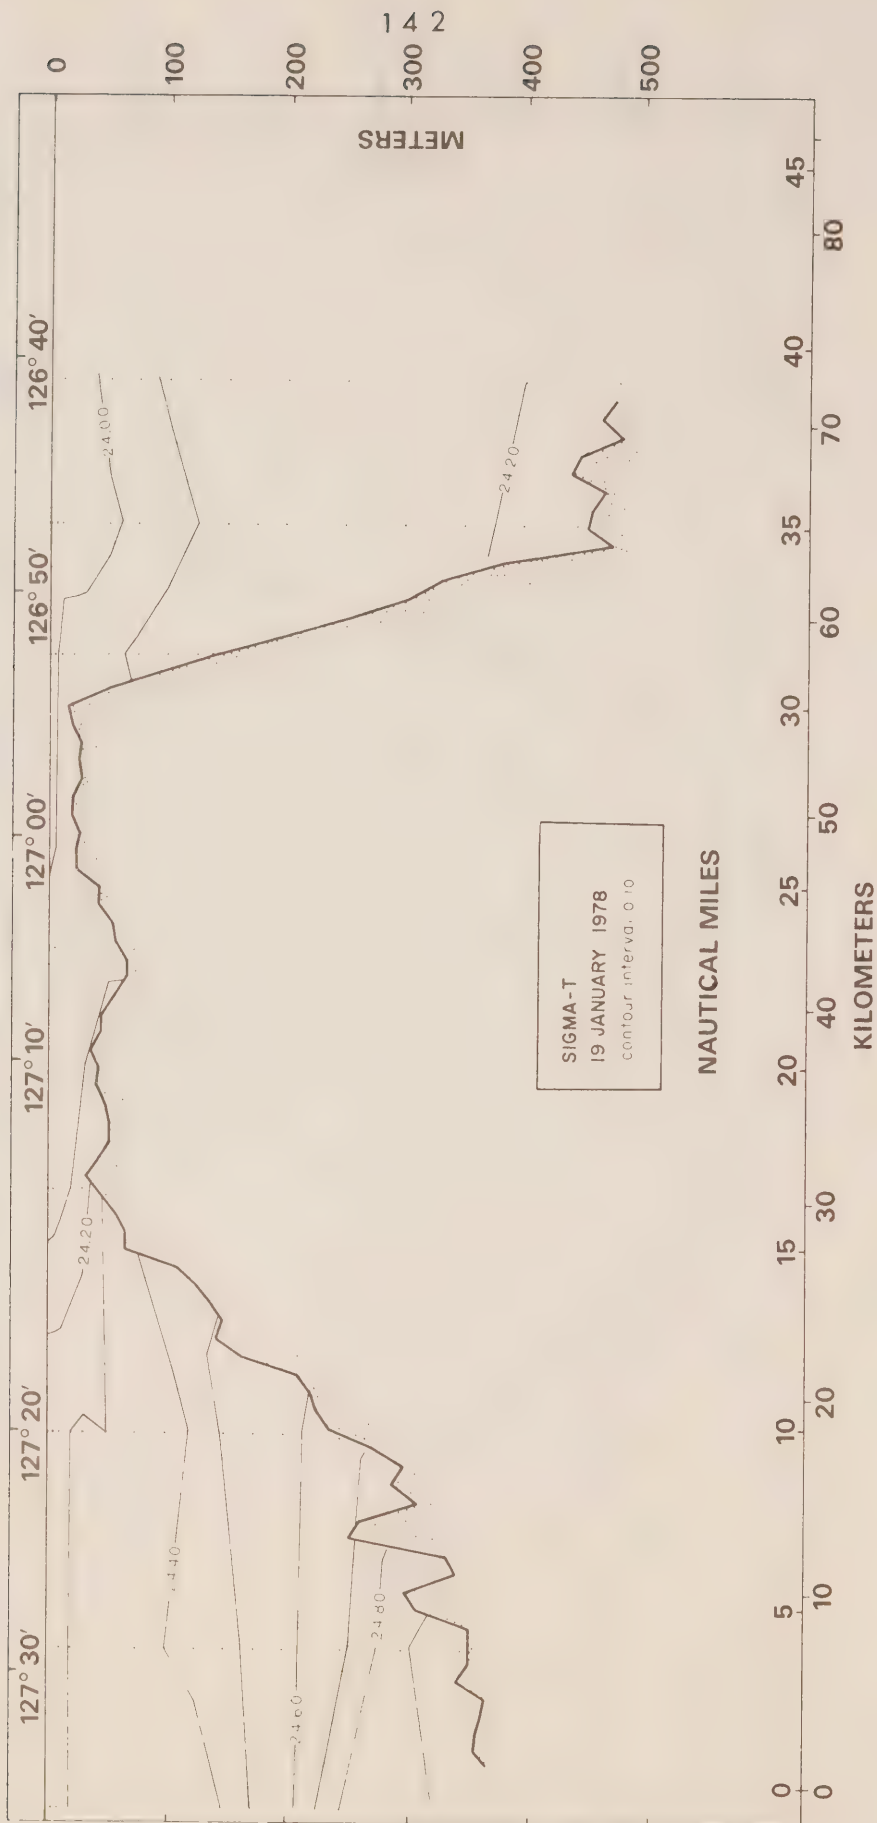 142
0 100 200 300 400 500
METERS
127° 30′ 127° 20′ 127° 10′ 127° 00′ 126° 50′ 126° 40′
24.00
24.20
24.20
24.40
24.60
24.80
SIGMA-T
19 JANUARY 1978
contour interval 0.10
NAUTICAL MILES
0 5 10 15 20 25 30 35 40 45
0 10 20 30 40 50 60 70 80
KILOMETERS